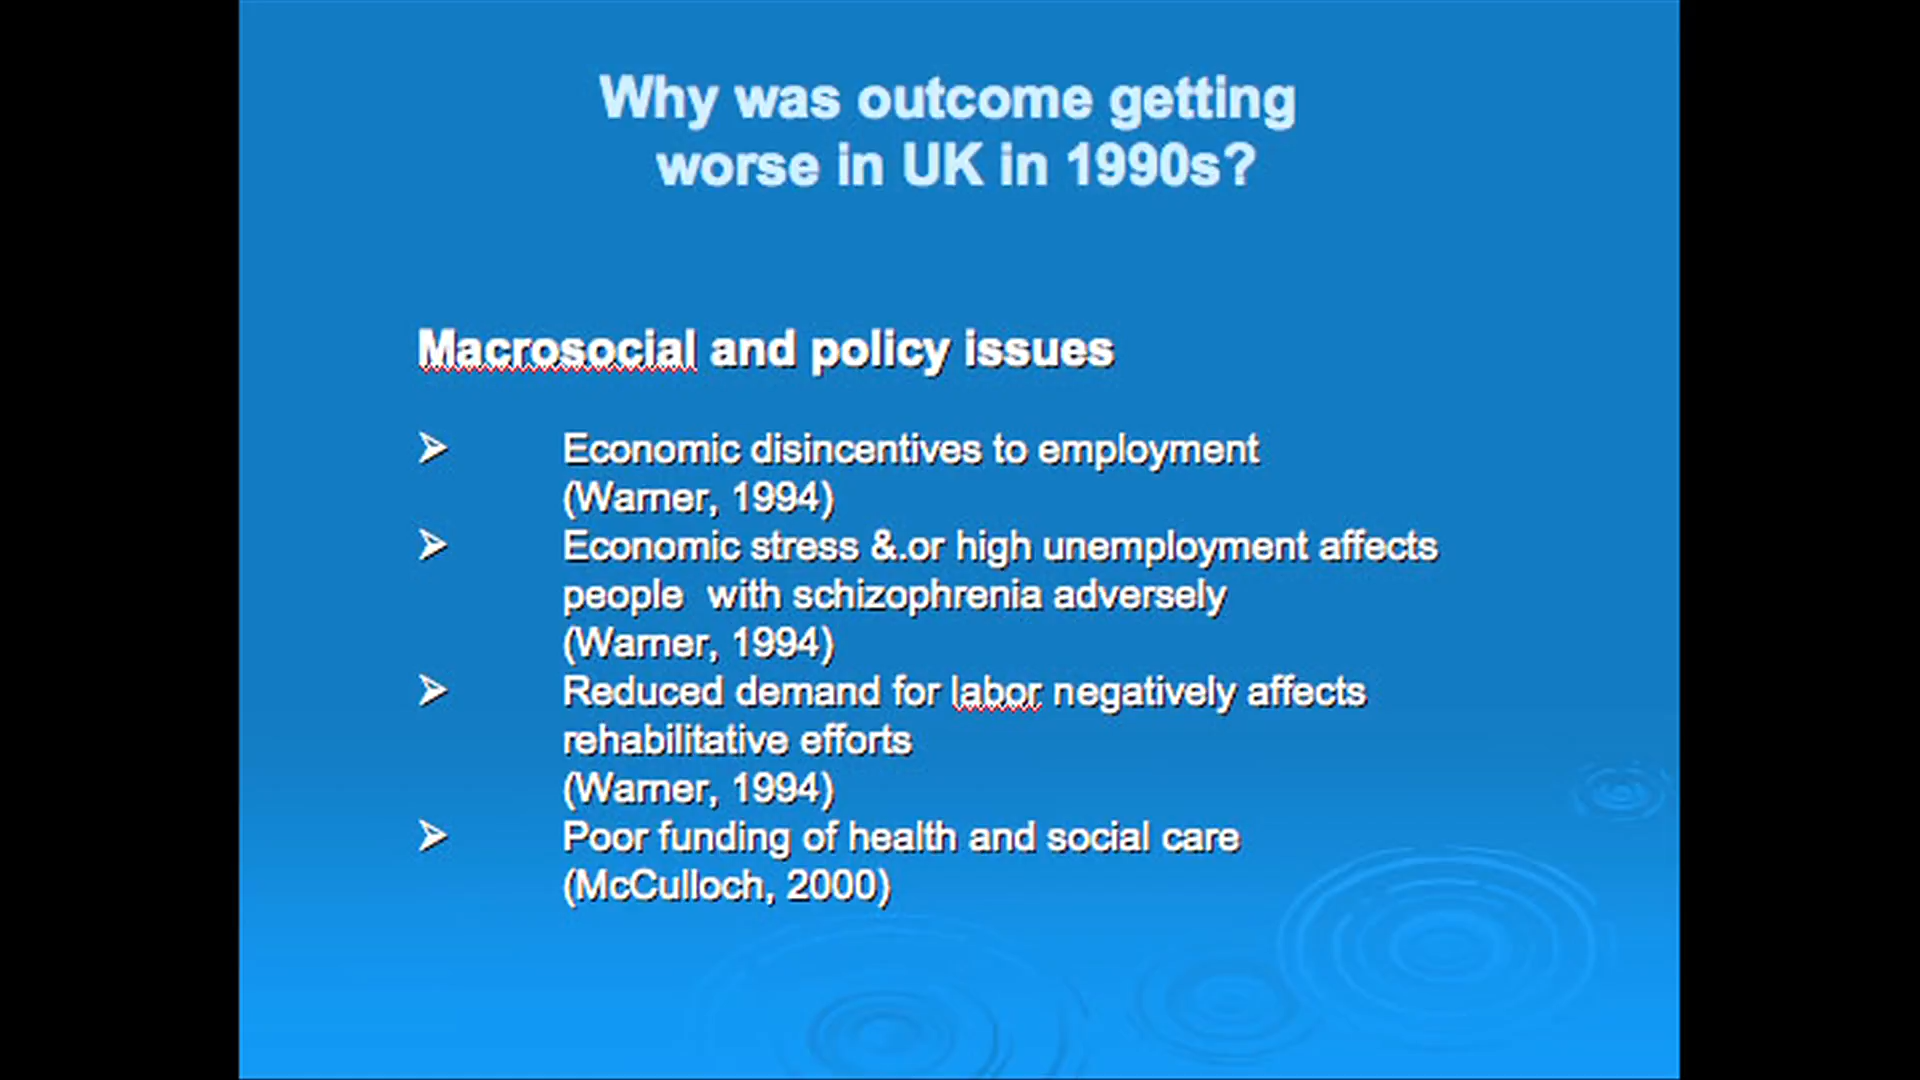 Why was outcome getting
worse in UK in 1990s?
Macrosocial and policy issues
➢ Economic disincentives to employment
(Warner, 1994)
➢ Economic stress &.or high unemployment affects
people with schizophrenia adversely
(Warner, 1994)
➢ Reduced demand for labor negatively affects
rehabilitative efforts
(Warner, 1994)
➢ Poor funding of health and social care
(McCulloch, 2000)